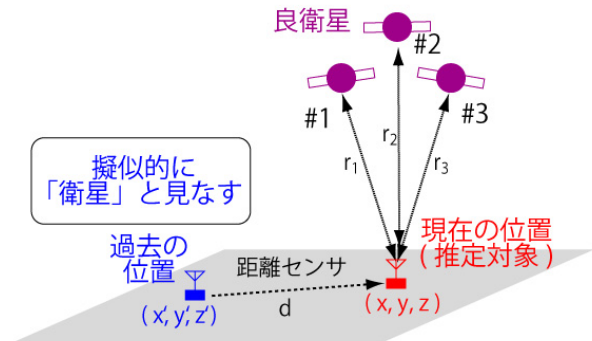 良衛星
#2
#1
#3
r2
r1
r3
擬似的に
「衛星」と見なす
過去の
位置
距離センサ
d
(x',y',z')
現在の位置
(推定対象)
(x,y,z)